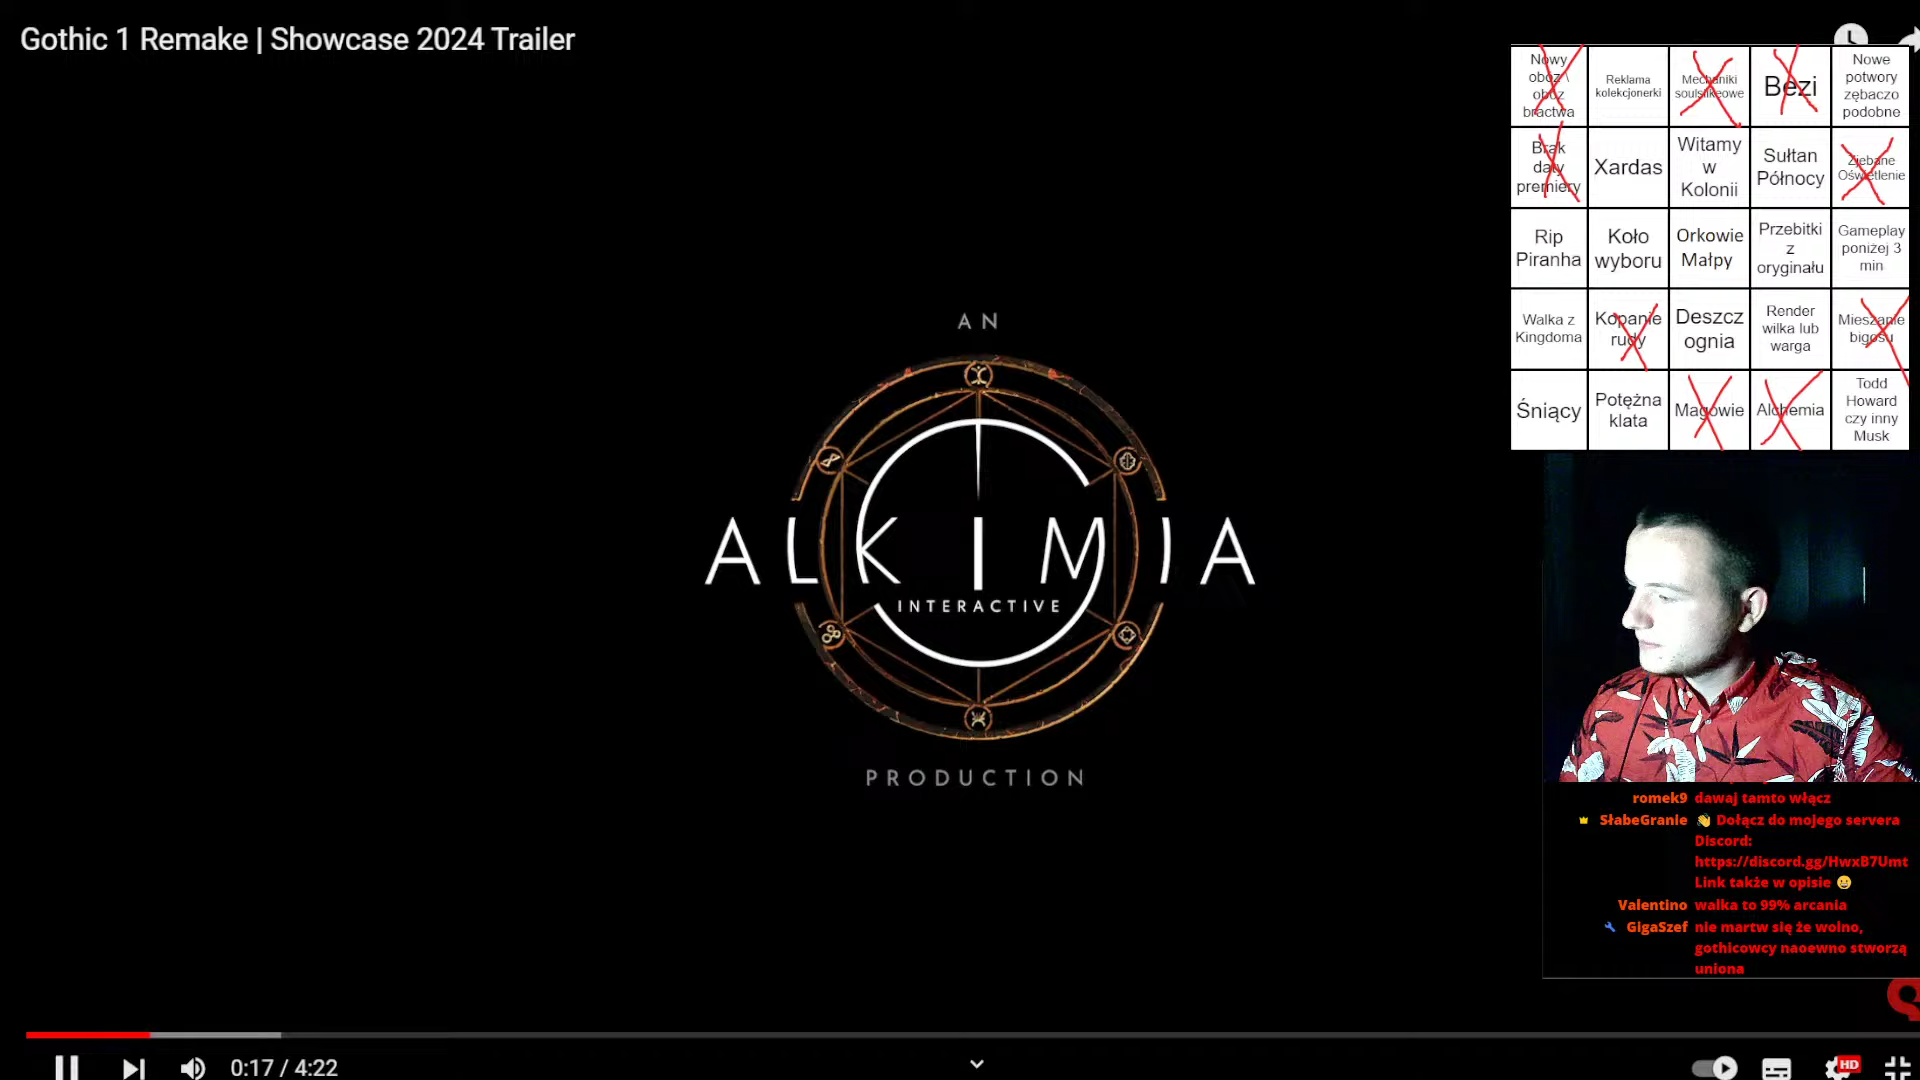 Gothic 1 Remake | Showcase 2024 Trailer
Nowy
oboz \
oboz
bractwa
Reklama
kolekcjonerki
Mechaniki
soulslikeowe
Bezi
Nowe
potwory
zębaczo
podobne
Brak
daty
premiery
Xardas
Witamy
w
Kolonii
Sułtan
Północy
Zjebane
Oświetlenie
Rip
Piranha
Koło
wyboru
Orkowie
Małpy
Przebitki
z
oryginału
Gameplay
poniżej 3
min
Walka z
Kingdoma
Kopanie
rudy
Deszcz
ognia
Render
wilka lub
warga
Mieszanie
bigosu
Śniący
Potężna
klata
Magowie
Alchemia
Todd
Howard
czy inny
Musk
AN
ALKIMIA
INTERACTIVE
PRODUCTION
romek9 dawaj tamto włącz
SłabeGranie 👋 Dołącz do mojego servera
Discord:
https://discord.gg/HwxB7Umt
Link także w opisie 😀
Valentino walka to 99% arcania
GigaSzef nie martw się że wolno,
gothicowcy naoewno stworzą
uniona
0:17 / 4:22
HD